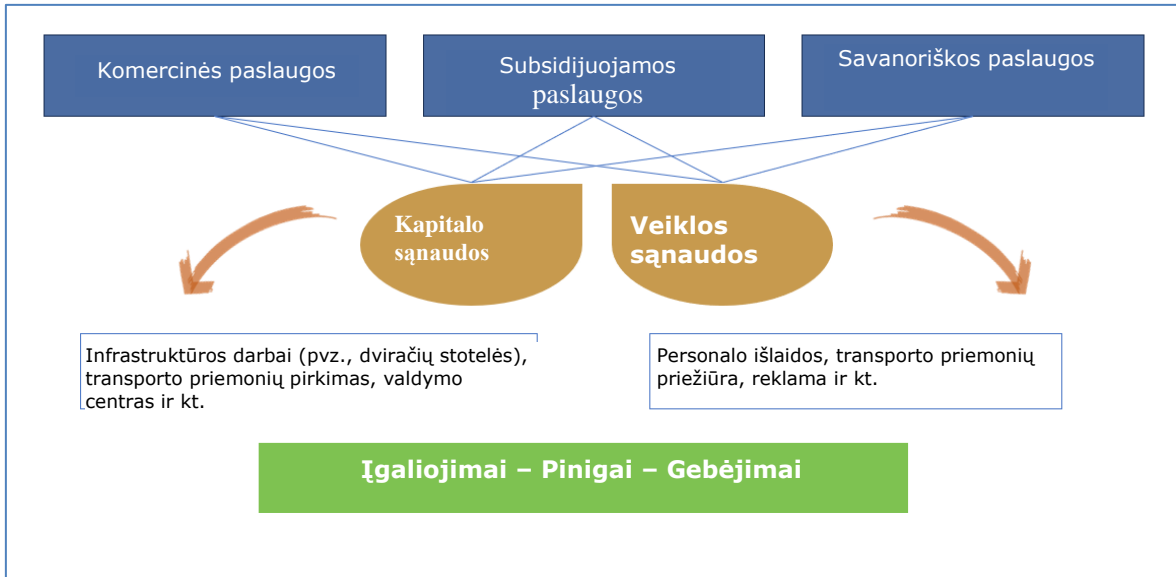 Komercinės paslaugos
Subsidijuojamos
paslaugos
Savanoriškos paslaugos
Kapitalo
sąnaudos
Veiklos
sąnaudos
Infrastruktūros darbai (pvz., dviračių stotelės),
transporto priemonių pirkimas, valdymo
centras ir kt.
Personalo išlaidos, transporto priemonių
priežiūra, reklama ir kt.
Įgaliojimai – Pinigai – Gebėjimai